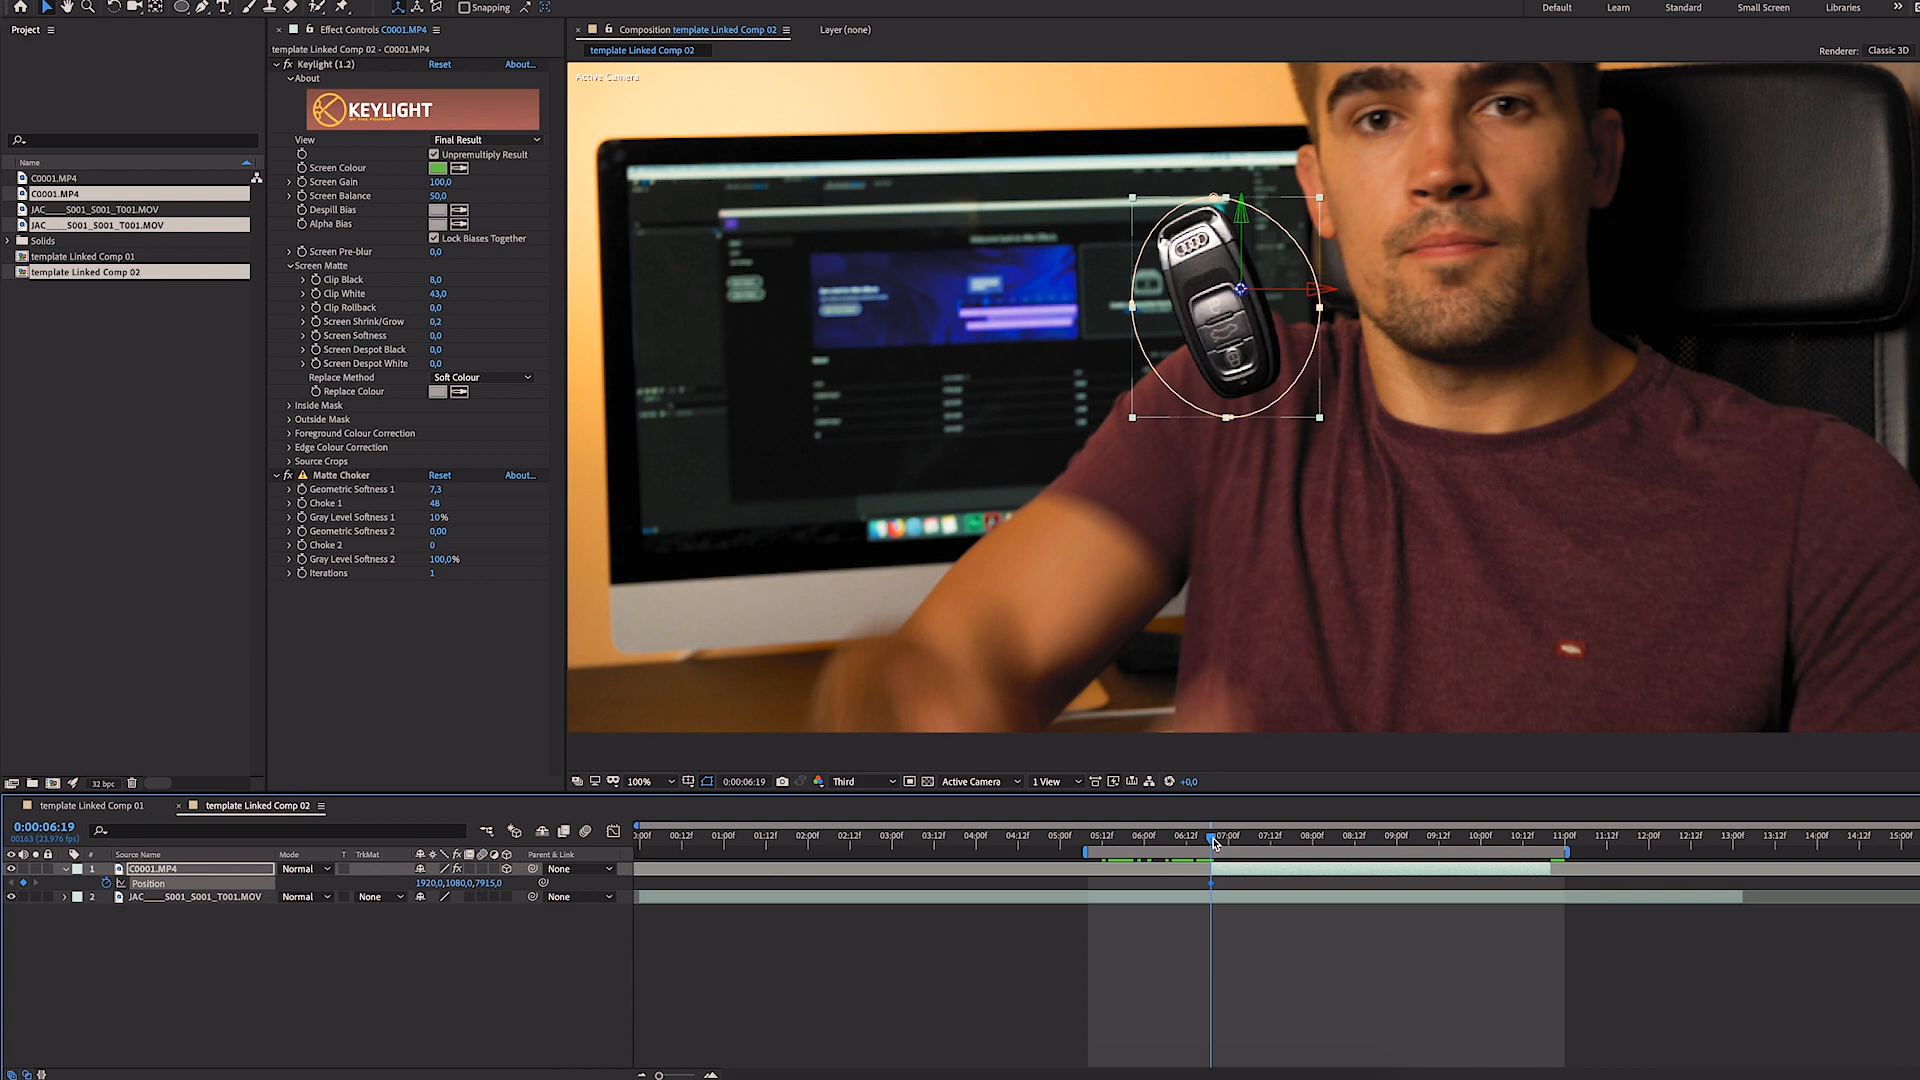 Snapping
Default
Learn
Standard
Small Screen
Libraries
Project
Effect Controls C0001.MP4
Composition template Linked Comp 02
Layer (none)
template Linked Comp 02 • C0001.MP4
template Linked Comp 02
Renderer: Classic 3D
fx Keylight (1.2) Reset About...
About
KEYLIGHT
View Final Result
Unpremultiply Result
Screen Colour
Screen Gain 100,0
Screen Balance 50,0
Despill Bias
Alpha Bias
Lock Biases Together
Screen Pre-blur 0,0
Screen Matte
Clip Black 8,0
Clip White 43,0
Clip Rollback 0,0
Screen Shrink/Grow 0,2
Screen Softness 0,0
Screen Despot Black 0,0
Screen Despot White 0,0
Replace Method Soft Colour
Replace Colour
Inside Mask
Outside Mask
Foreground Colour Correction
Edge Colour Correction
Source Crops
fx Matte Choker Reset About...
Geometric Softness 1 7,3
Choke 1 48
Gray Level Softness 1 10%
Geometric Softness 2 0,00
Choke 2 0
Gray Level Softness 2 100,0%
Iterations 1
Name
C0001.MP4
C0001.MP4
JAC____S001_S001_T001.MOV
JAC____S001_S001_T001.MOV
Solids
template Linked Comp 01
template Linked Comp 02
Active Camera
32 bpc
100% 0:00:06:19 Third Active Camera 1 View +0,0
template Linked Comp 01
template Linked Comp 02
0:00:06:19
00163 (23.976 fps)
# Source Name Mode T TrkMat fx Parent & Link
1 C0001.MP4 Normal fx None
Position 1920,0,1080,0,7915,0
2 JAC____S001_S001_T001.MOV Normal None None
:00f 00:12f 01:00f 01:12f 02:00f 02:12f 03:00f 03:12f 04:00f 04:12f 05:00f 05:12f 06:00f 06:12f 07:00f 07:12f 08:00f 08:12f 09:00f 09:12f 10:00f 10:12f 11:00f 11:12f 12:00f 12:12f 13:00f 13:12f 14:00f 14:12f 15:00f